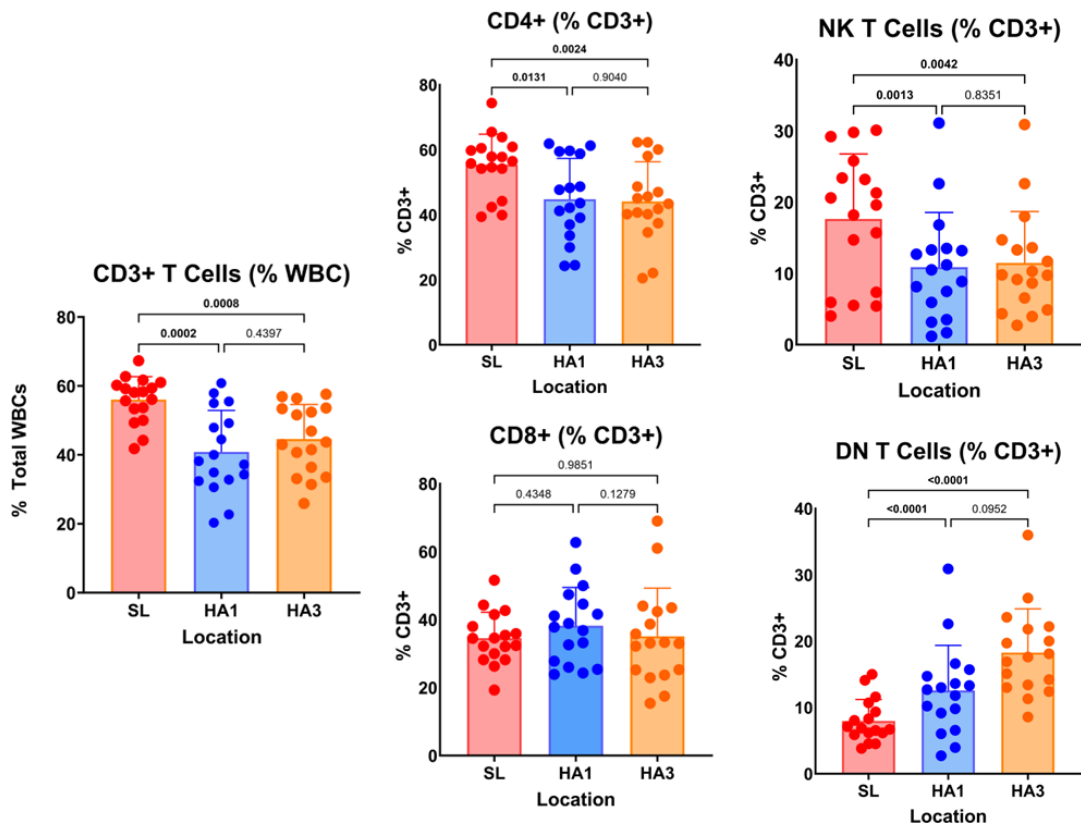 CD3+ T Cells (% WBC)
0.0008
0.0002 0.4397
80
60
40
20
0
% Total WBCs
SL HA1 HA3
Location
CD4+ (% CD3+)
0.0024
0.0131 0.9040
80
60
40
20
0
% CD3+
SL HA1 HA3
Location
NK T Cells (% CD3+)
0.0042
0.0013 0.8351
40
30
20
10
0
% CD3+
SL HA1 HA3
Location
CD8+ (% CD3+)
0.9851
0.4348 0.1279
80
60
40
20
0
% CD3+
SL HA1 HA3
Location
DN T Cells (% CD3+)
<0.0001
<0.0001 0.0952
40
30
20
10
0
% CD3+
SL HA1 HA3
Location